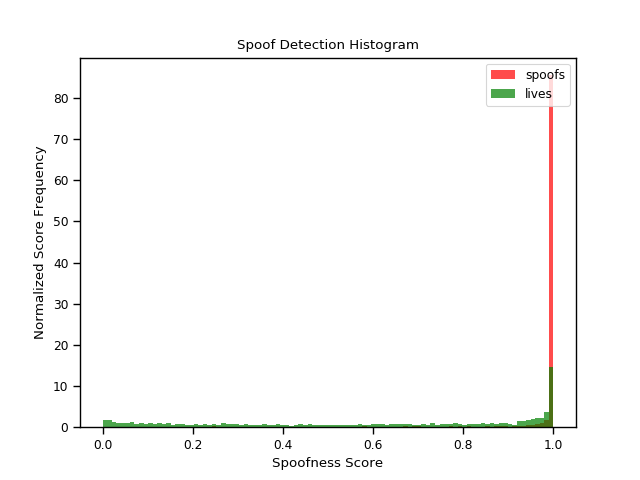 Spoof Detection Histogram
spoofs
lives
Normalized Score Frequency
80
70
60
50
40
30
20
10
0
0.0 0.2 0.4 0.6 0.8 1.0
Spoofness Score